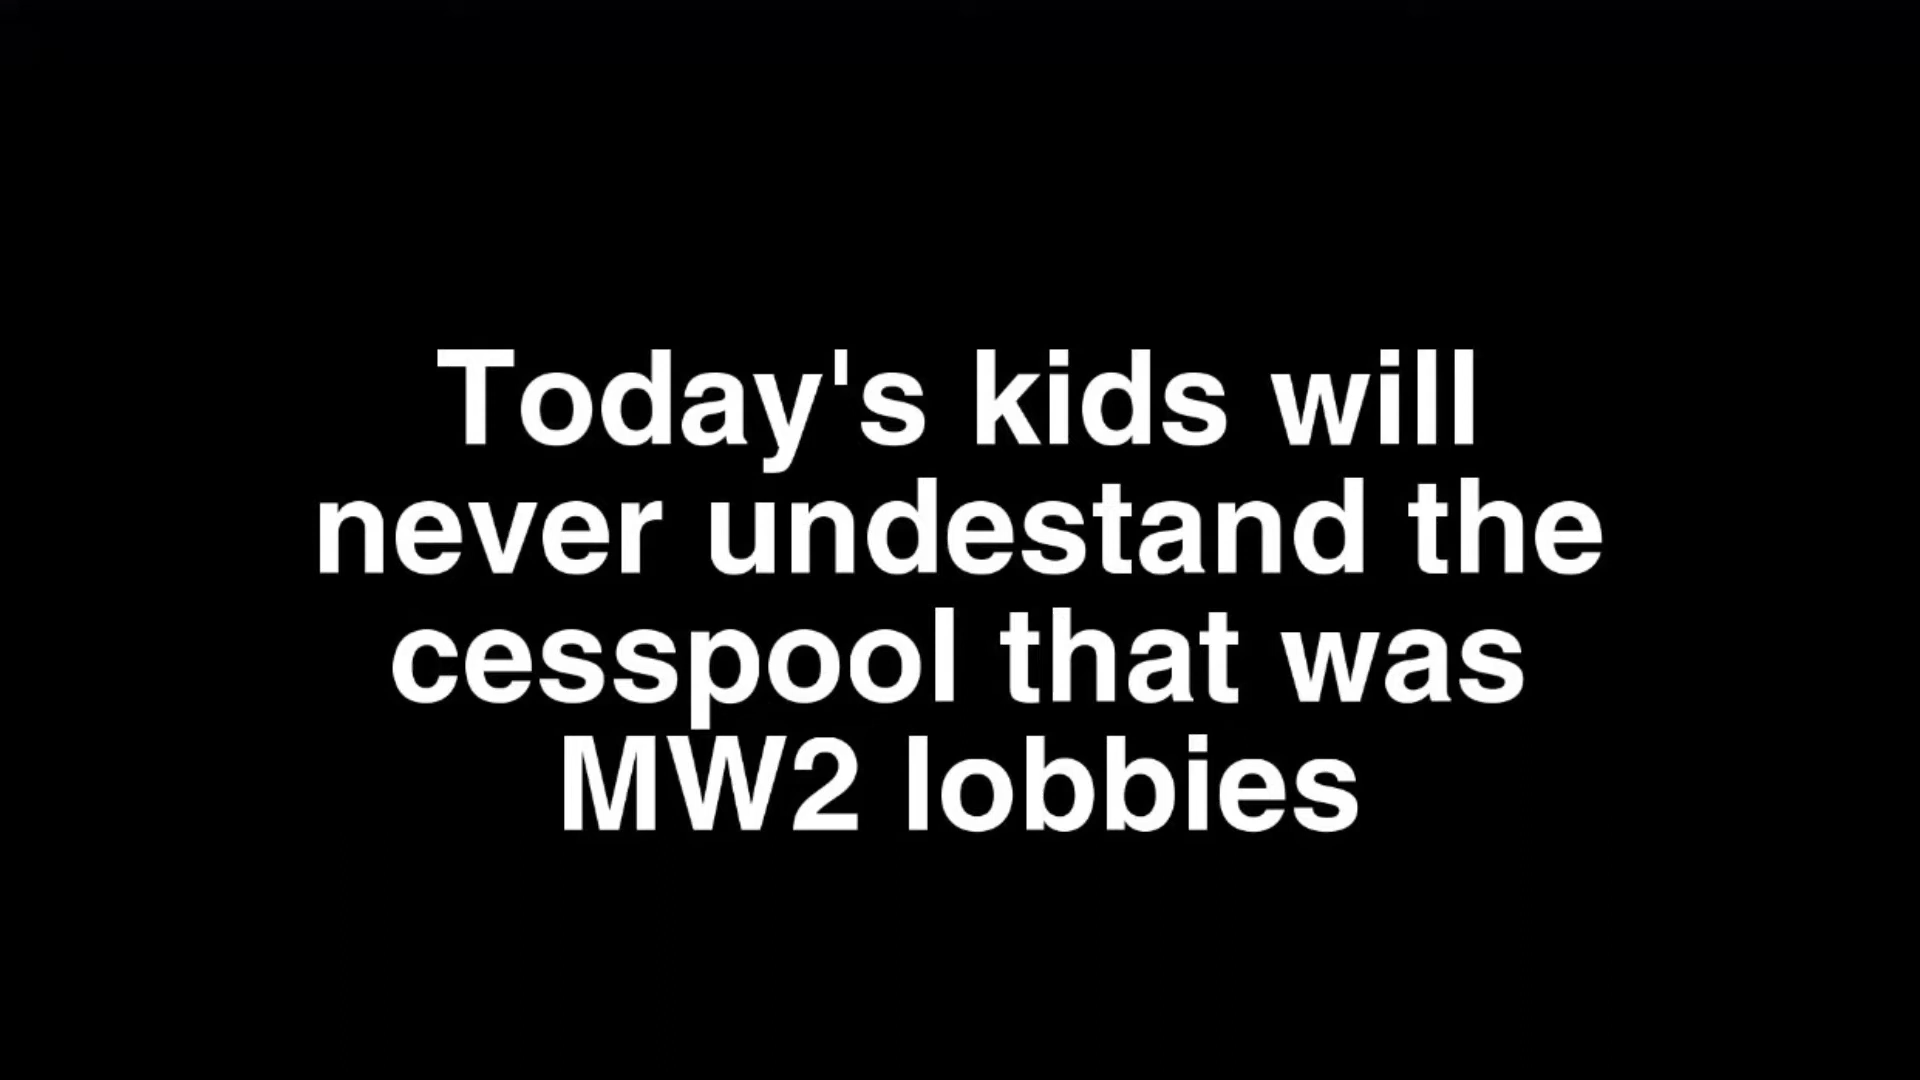 Today's kids will
never undestand the
cesspool that was
MW2 lobbies